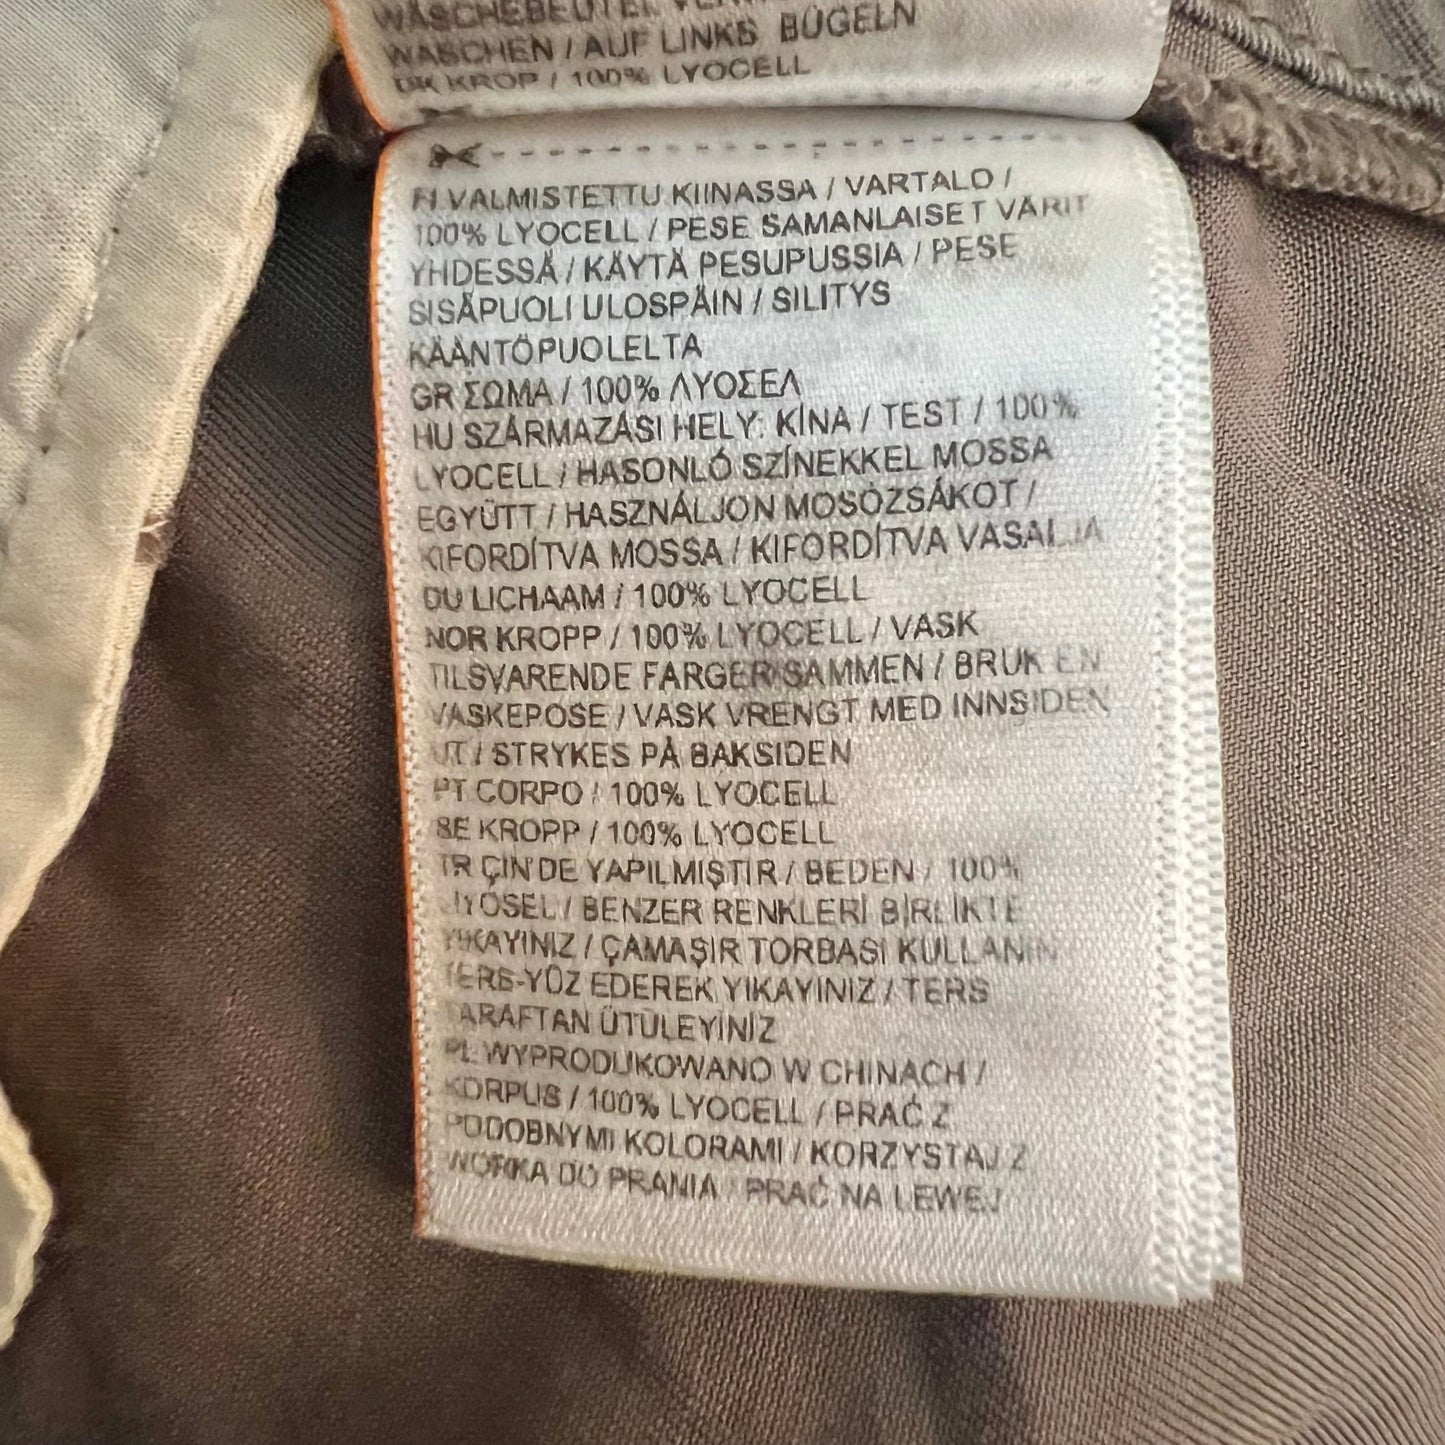 WÄSCHEBEUTEL
WASCHEN / AUF LINKS BÜGELN
DK KROP / 100% LYOCELL
FI VALMISTETTU KIINASSA / VARTALO /
100% LYOCELL / PESE SAMANLAISET VÄRIT
YHDESSÄ / KÄYTÄ PESUPUSSIA / PESE
SISÄPUOLI ULOSPÄIN / SILITYS
KÄÄNTÖPUOLELTA
GR ΣΩΜΑ / 100% ΛΥΟΣΕΛ
HU SZÁRMAZÁSI HELY: KÍNA / TEST / 100%
LYOCELL / HASONLÓ SZÍNEKKEL MOSSA
EGYÜTT / HASZNÁLJON MOSÓZSÁKOT /
KIFORDÍTVA MOSSA / KIFORDÍTVA VASALJA
DU LICHAAM / 100% LYOCELL
NOR KROPP / 100% LYOCELL / VASK
TILSVARENDE FARGER SAMMEN / BRUK EN
VASKEPOSE / VASK VRENGT MED INNSIDEN
UT / STRYKES PÅ BAKSIDEN
PT CORPO / 100% LYOCELL
SE KROPP / 100% LYOCELL
TR ÇİN'DE YAPILMIŞTIR / BEDEN / 100%
LİYOSEL / BENZER RENKLERİ BİRLİKTE
YIKAYINIZ / ÇAMAŞIR TORBASI KULLANIN
TERS-YÜZ EDEREK YIKAYINIZ / TERS
TARAFTAN ÜTÜLEYİNİZ
PL WYPRODUKOWANO W CHINACH /
KORPUS / 100% LYOCELL / PRAĆ Z
PODOBNYMI KOLORAMI / KORZYSTAJ Z
WORKA DO PRANIA / PRAĆ NA LEWEJ